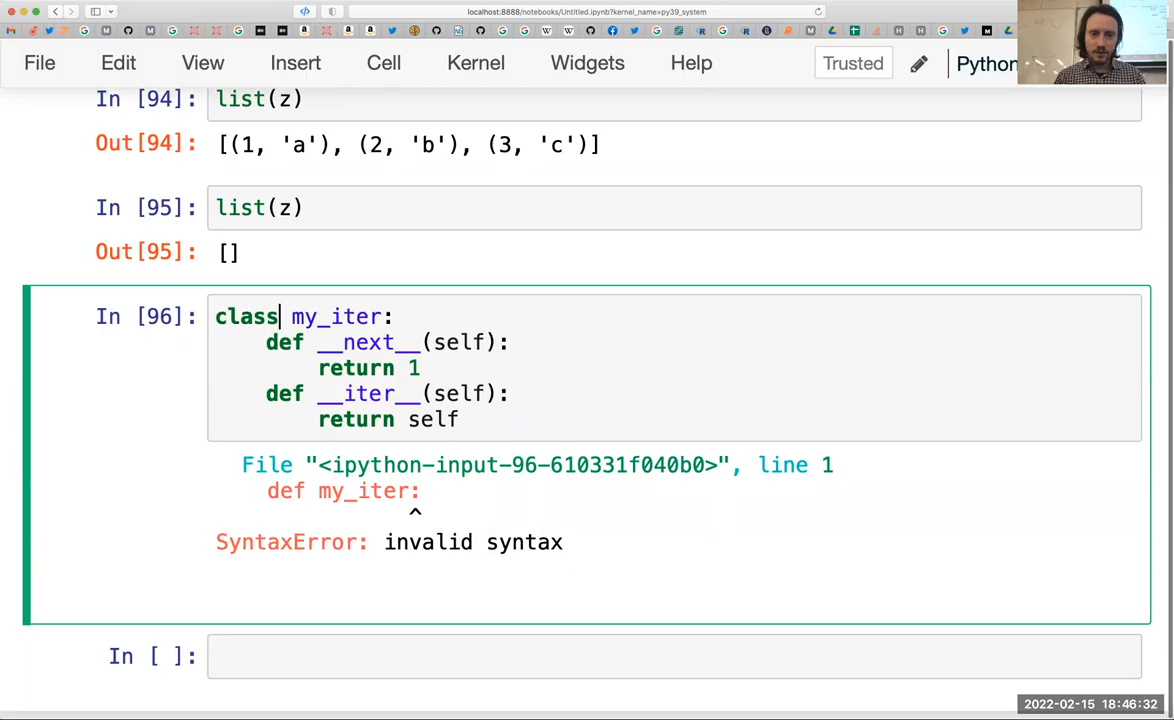 localhost:8888/notebooks/Untitled.ipynb?kernel_name=py39_system
File Edit View Insert Cell Kernel Widgets Help Trusted Python
In [94]: list(z)
Out[94]: [(1, 'a'), (2, 'b'), (3, 'c')]
In [95]: list(z)
Out[95]: []
In [96]: class my_iter:
    def __next__(self):
        return 1
    def __iter__(self):
        return self
File "<ipython-input-96-610331f040b0>", line 1
    def my_iter:
               ^
SyntaxError: invalid syntax
In [ ]:
2022-02-15 18:46:32